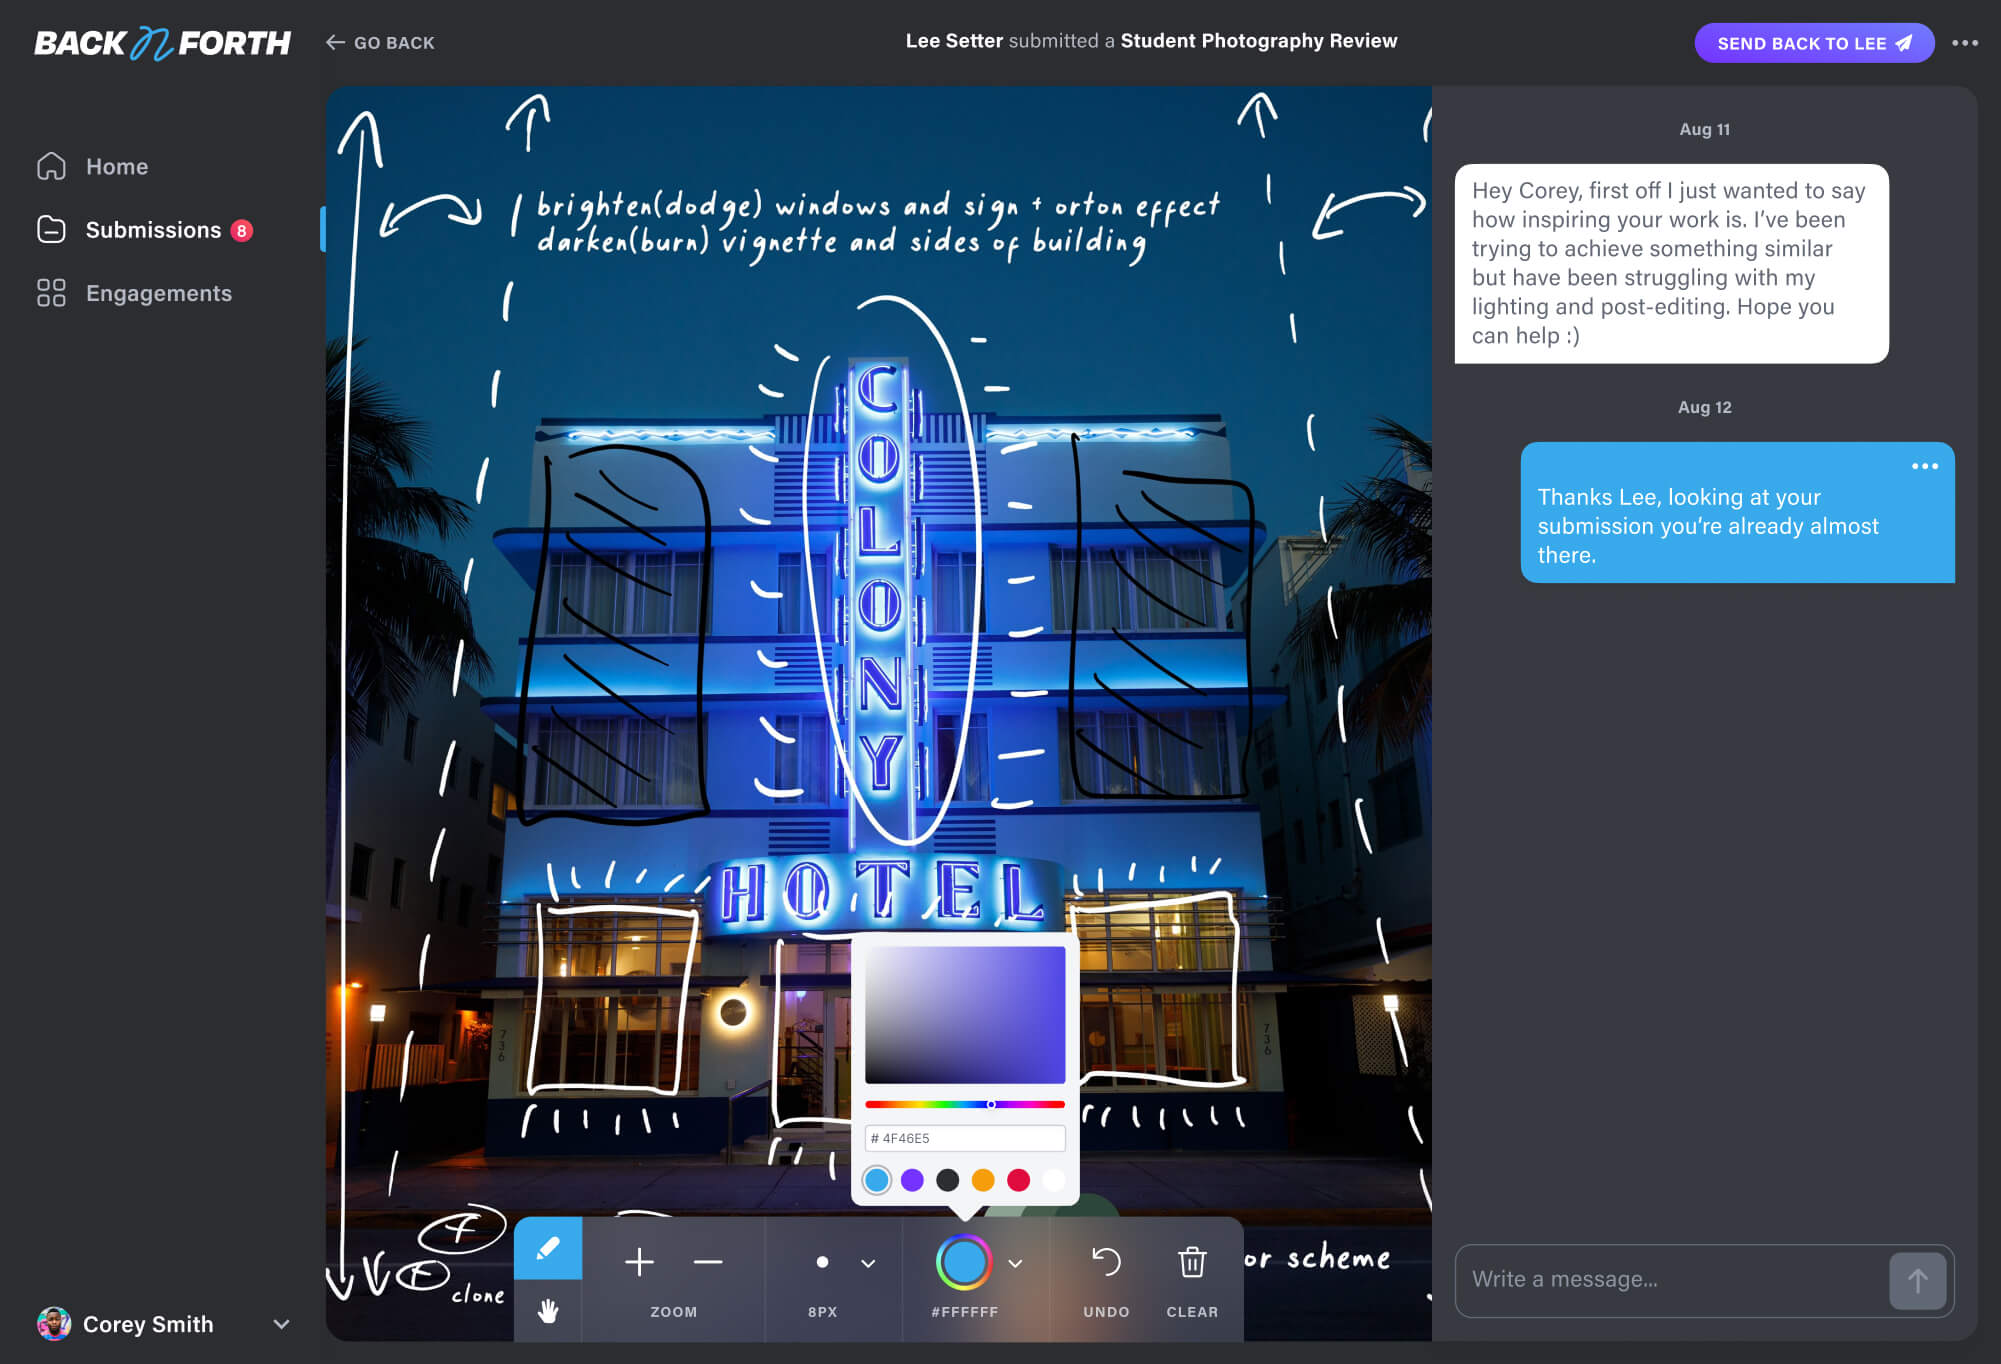 BACK n FORTH
GO BACK
Lee Setter submitted a Student Photography Review
SEND BACK TO LEE
Home
Submissions 8
Engagements
brighten(dodge) windows and sign + orton effect
darken(burn) vignette and sides of building
COLONY
HOTEL
736
736
# 4F46E5
clone
or scheme
ZOOM
8PX
#FFFFFF
UNDO
CLEAR
Corey Smith
Aug 11
Hey Corey, first off I just wanted to say
how inspiring your work is. I’ve been
trying to achieve something similar
but have been struggling with my
lighting and post-editing. Hope you
can help :)
Aug 12
Thanks Lee, looking at your
submission you’re already almost
there.
Write a message...